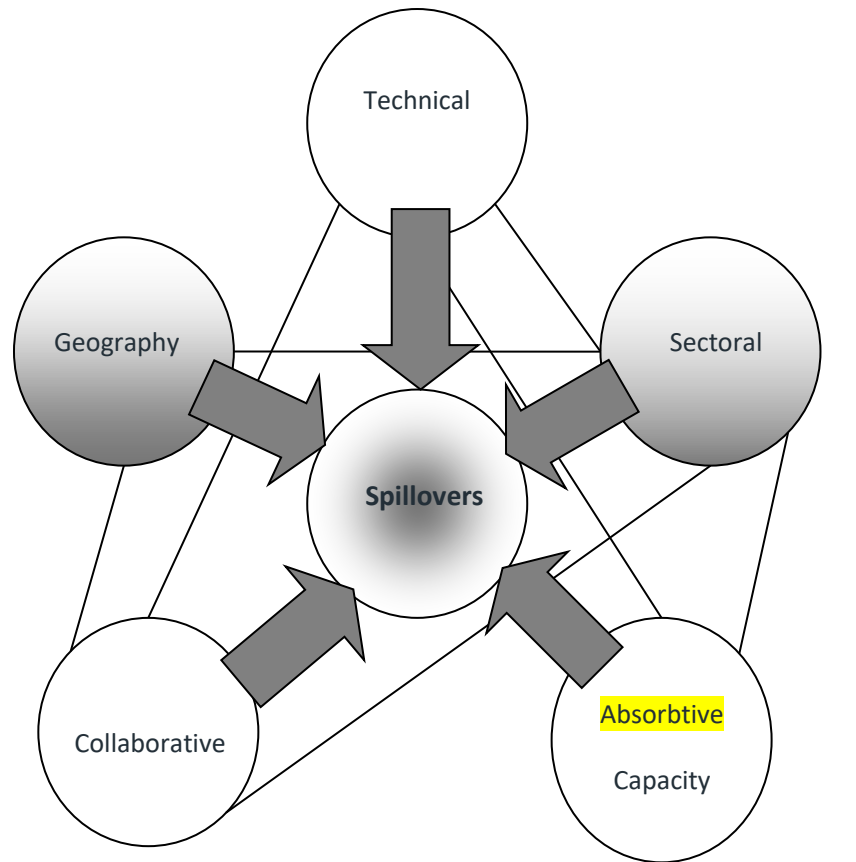 Technical
Geography
Sectoral
Spillovers
Absorbtive
Collaborative
Capacity